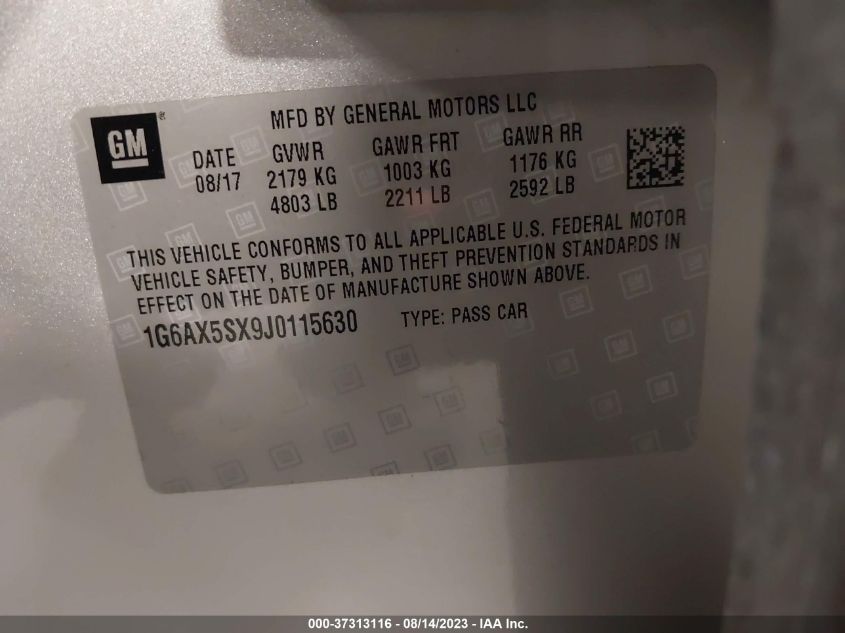 MFD BY GENERAL MOTORS LLC
GM
®
DATE GVWR GAWR FRT GAWR RR
08/17 2179 KG 1003 KG 1176 KG
4803 LB 2211 LB 2592 LB
THIS VEHICLE CONFORMS TO ALL APPLICABLE U.S. FEDERAL MOTOR
VEHICLE SAFETY, BUMPER, AND THEFT PREVENTION STANDARDS IN
EFFECT ON THE DATE OF MANUFACTURE SHOWN ABOVE.
1G6AX5SX9J0115630 TYPE: PASS CAR
000-37313116 - 08/14/2023 - IAA Inc.